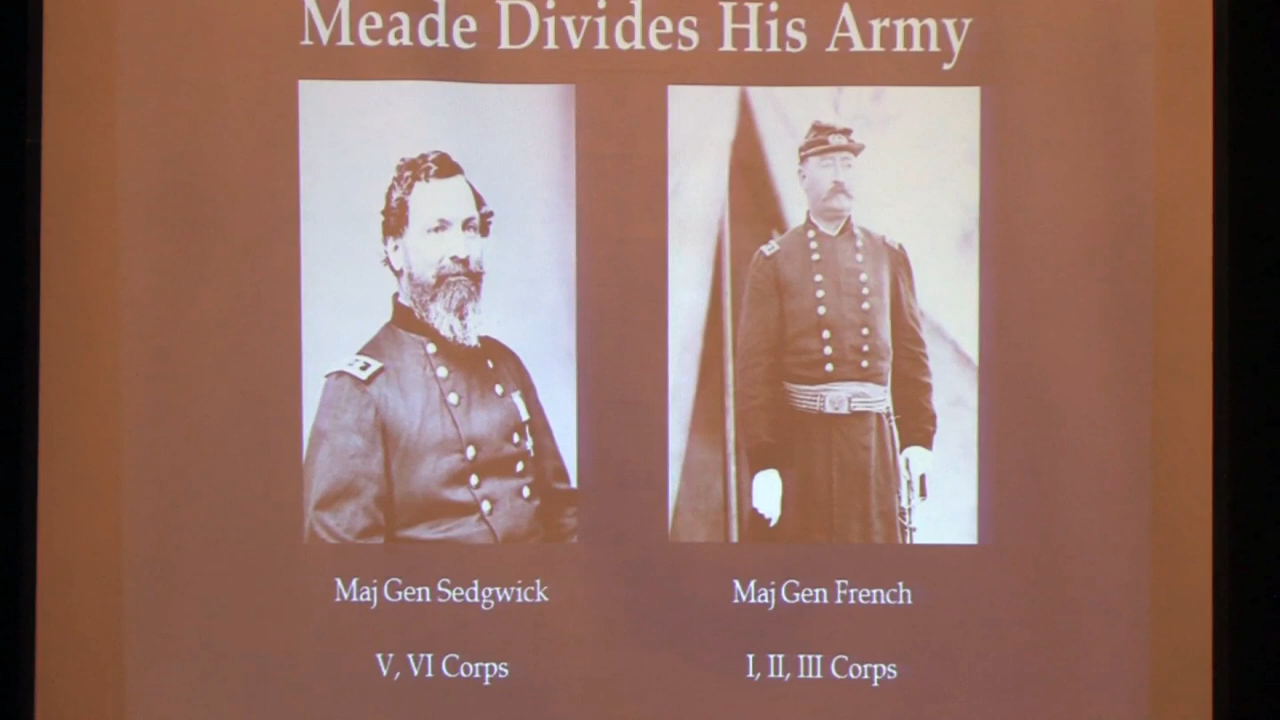 Meade Divides His Army
Maj Gen Sedgwick
Maj Gen French
V, VI Corps
I, II, III Corps